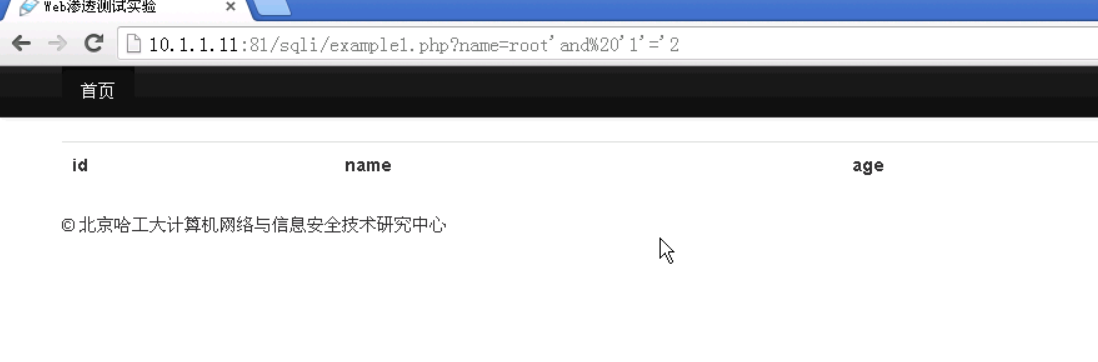 Web渗透测试实验
10.1.1.11:81/sqli/example1.php?name=root'and%20'1'='2
首页
id name age
© 北京哈工大计算机网络与信息安全技术研究中心